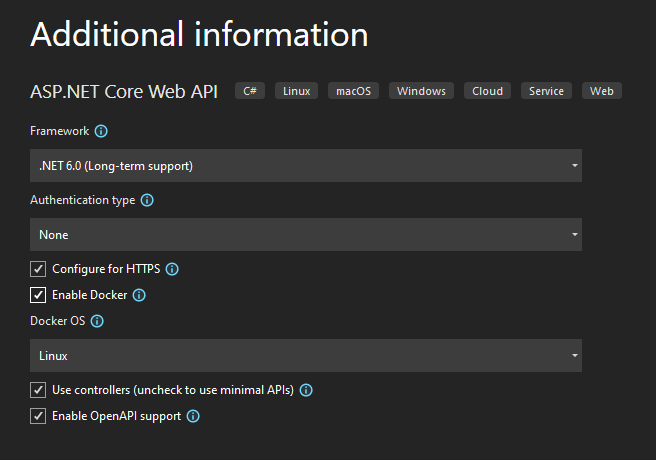 Additional information
ASP.NET Core Web API C# Linux macOS Windows Cloud Service Web
Framework
.NET 6.0 (Long-term support)
Authentication type
None
Configure for HTTPS
Enable Docker
Docker OS
Linux
Use controllers (uncheck to use minimal APIs)
Enable OpenAPI support